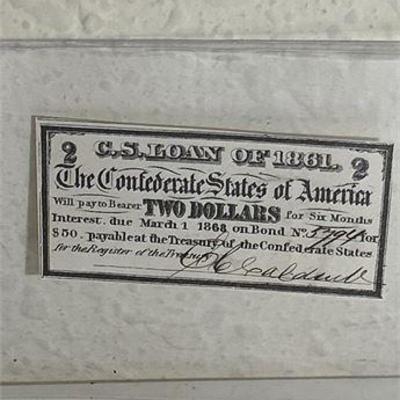 2 C.S. LOAN OF 1861. 2
The Confederate States of America
Will pay to Bearer TWO DOLLARS for Six Months
Interest, due March 1 1868 on Bond No. for
$50. payable at the Treasury of the Confederate States
for the Register of the Treasury